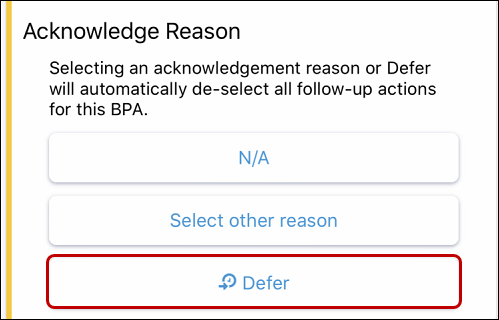 Acknowledge Reason
Selecting an acknowledgement reason or Defer
will automatically de-select all follow-up actions
for this BPA.
N/A
Select other reason
Defer